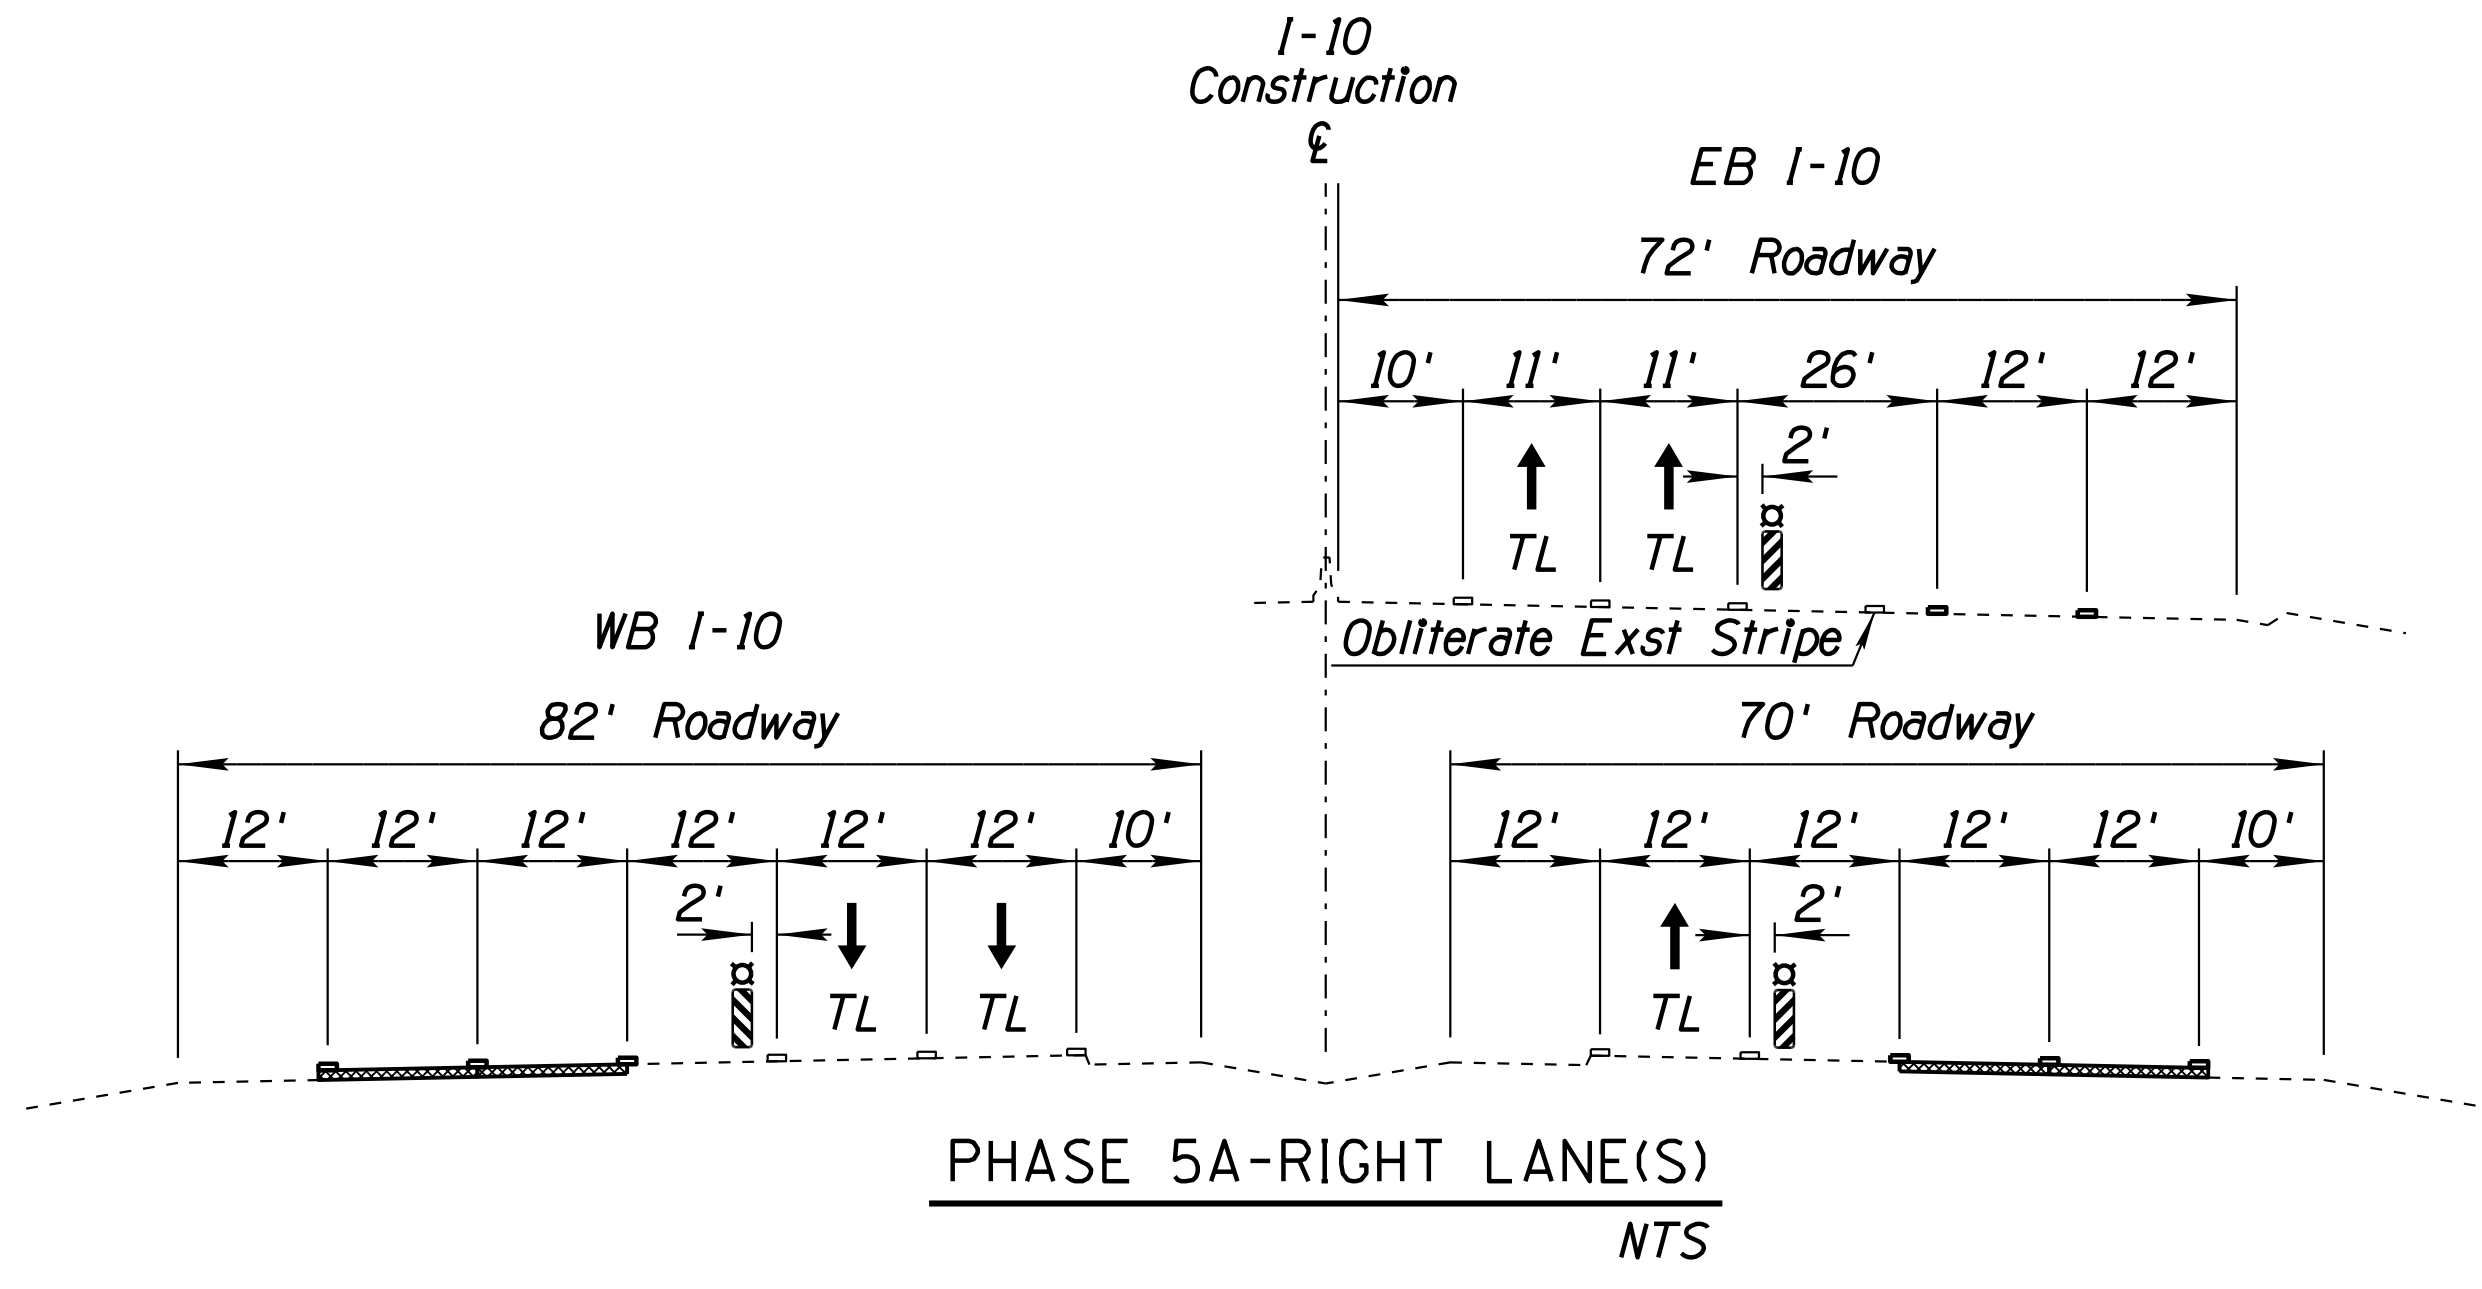 I-10
Construction
℄
EB I-10
72' Roadway
10' 11' 11' 26' 12' 12'
2'
TL TL
Obliterate Exst Stripe
WB I-10
82' Roadway
12' 12' 12' 12' 12' 12' 10'
2'
TL TL
70' Roadway
12' 12' 12' 12' 12' 10'
2'
TL
PHASE 5A-RIGHT LANE(S)
NTS